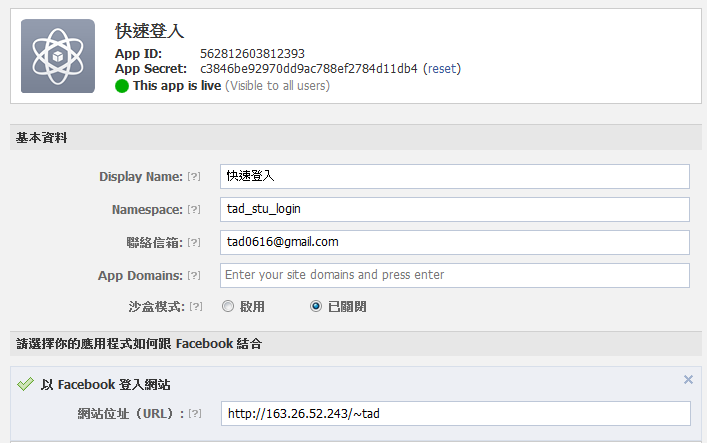 快速登入
App ID: 562812603812393
App Secret: c3846be92970dd9ac788ef2784d11db4 (reset)
This app is live (Visible to all users)
基本資料
Display Name: [?] 快速登入
Namespace: [?] tad_stu_login
聯絡信箱: [?] tad0616@gmail.com
App Domains: [?] Enter your site domains and press enter
沙盒模式: [?] 啟用 已關閉
請選擇你的應用程式如何跟 Facebook 結合
以 Facebook 登入網站
網站位址（URL）: [?] http://163.26.52.243/~tad